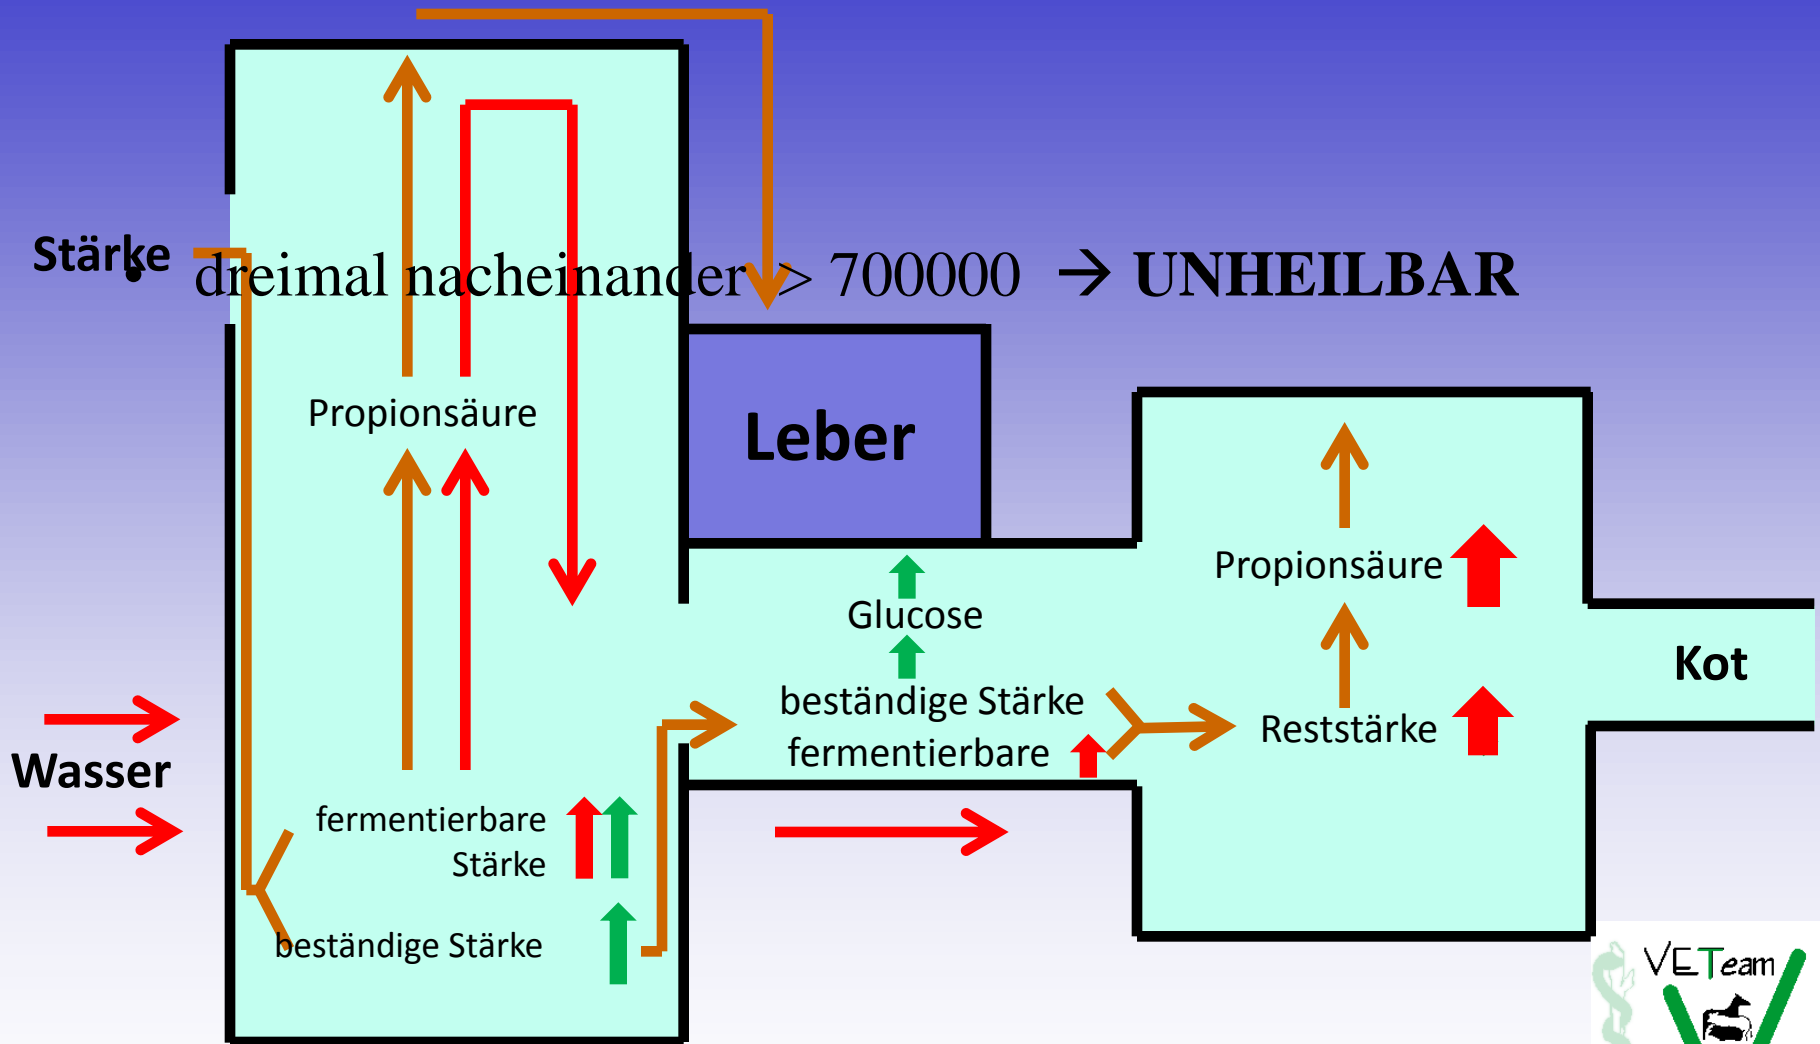 Stärke
• dreimal nacheinander > 700000 → UNHEILBAR
Propionsäure
Leber
Propionsäure
Glucose
Kot
beständige Stärke
fermentierbare
Reststärke
Wasser
fermentierbare
Stärke
beständige Stärke
VETeam